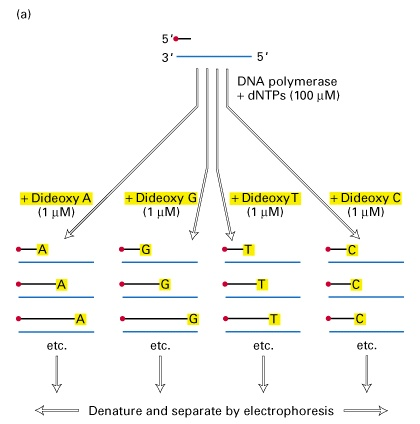 (a)
5′
3′ 5′
DNA polymerase
+ dNTPs (100 μM)
+ Dideoxy A + Dideoxy G + Dideoxy T + Dideoxy C
(1 μM) (1 μM) (1 μM) (1 μM)
A G T C
A G T C
A G T C
etc. etc. etc. etc.
Denature and separate by electrophoresis